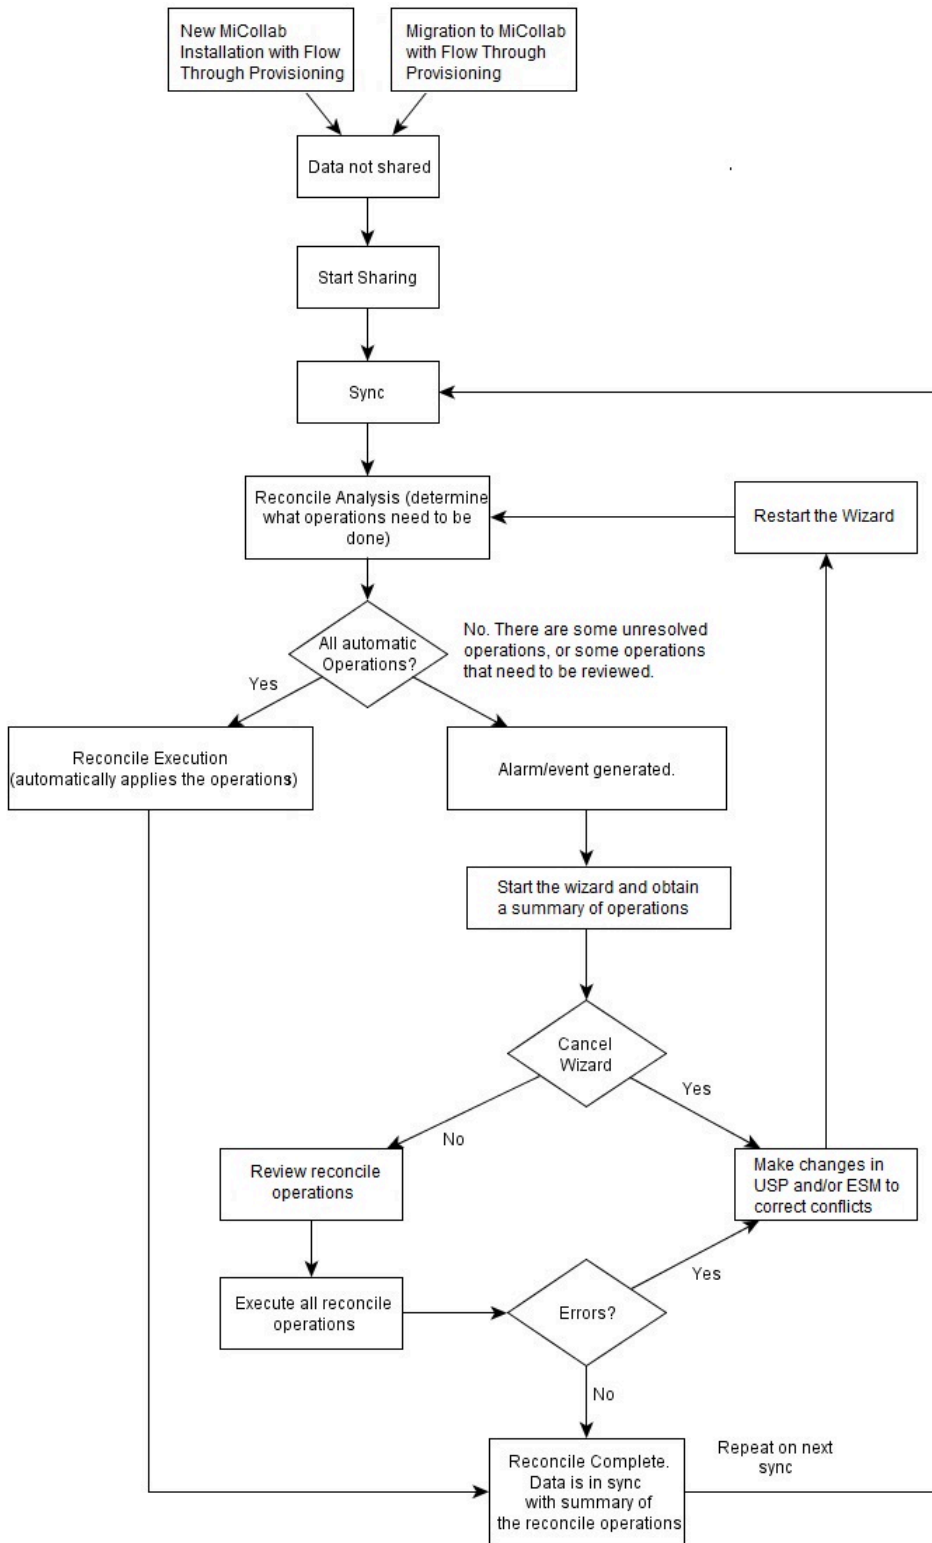 New MiCollab
Installation with Flow
Through Provisioning
Migration to MiCollab
with Flow Through
Provisioning
Data not shared
Start Sharing
Sync
Reconcile Analysis (determine
what operations need to be
done)
Restart the Wizard
All automatic
Operations?
No. There are some unresolved
operations, or some operations
that need to be reviewed.
Yes
Reconcile Execution
(automatically applies the operations)
Alarm/event generated.
Start the wizard and obtain
a summary of operations
Cancel
Wizard
Yes
No
Review reconcile
operations
Make changes in
USP and/or ESM to
correct conflicts
Execute all reconcile
operations
Errors?
Yes
No
Reconcile Complete.
Data is in sync
with summary of
the reconcile operations
Repeat on next
sync